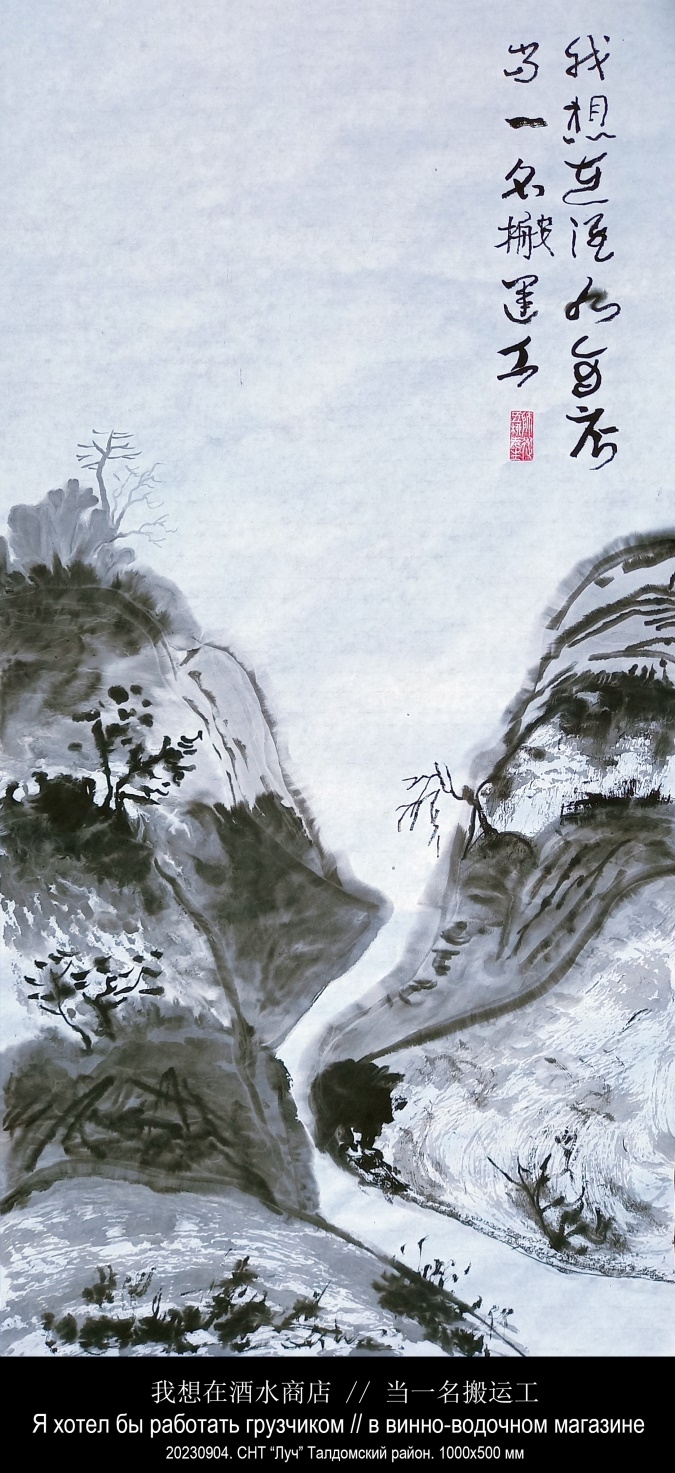 我想在酒水商店
当一名搬运工
我想在酒水商店 // 当一名搬运工
Я хотел бы работать грузчиком // в винно-водочном магазине
20230904. СНТ “Луч” Талдомский район. 1000x500 мм